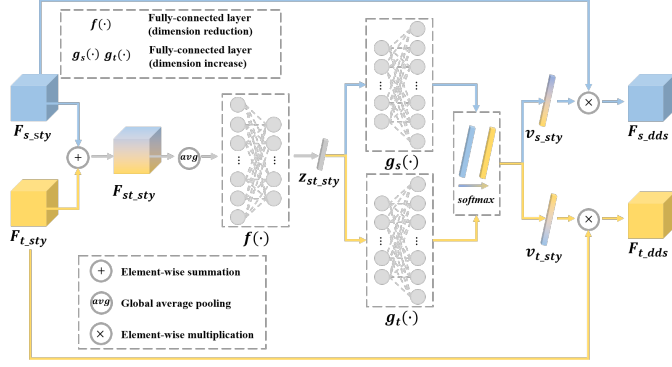 f(·) Fully-connected layer
(dimension reduction)
g_s(·) g_t(·) Fully-connected layer
(dimension increase)
F_s_sty
F_t_sty
+
F_st_sty
avg
f(·)
z_st_sty
g_s(·)
g_t(·)
softmax
v_s_sty
v_t_sty
×
×
F_s_dds
F_t_dds
+ Element-wise summation
avg Global average pooling
× Element-wise multiplication